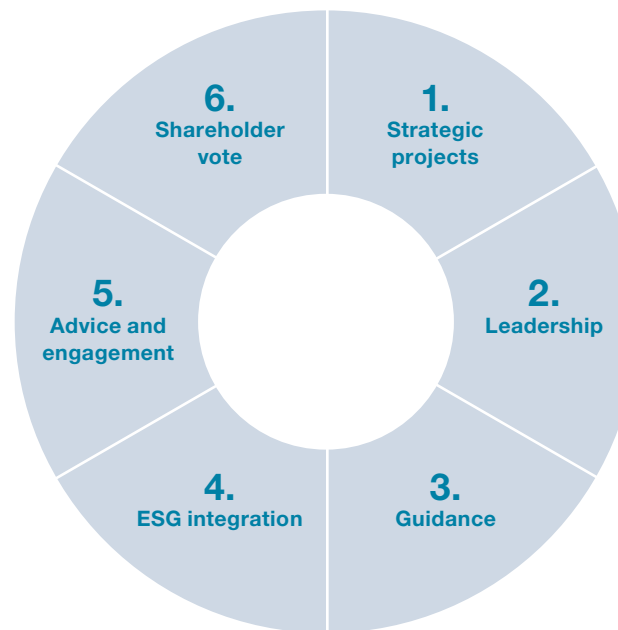 1.
Strategic
projects
2.
Leadership
3.
Guidance
4.
ESG integration
5.
Advice and
engagement
6.
Shareholder
vote